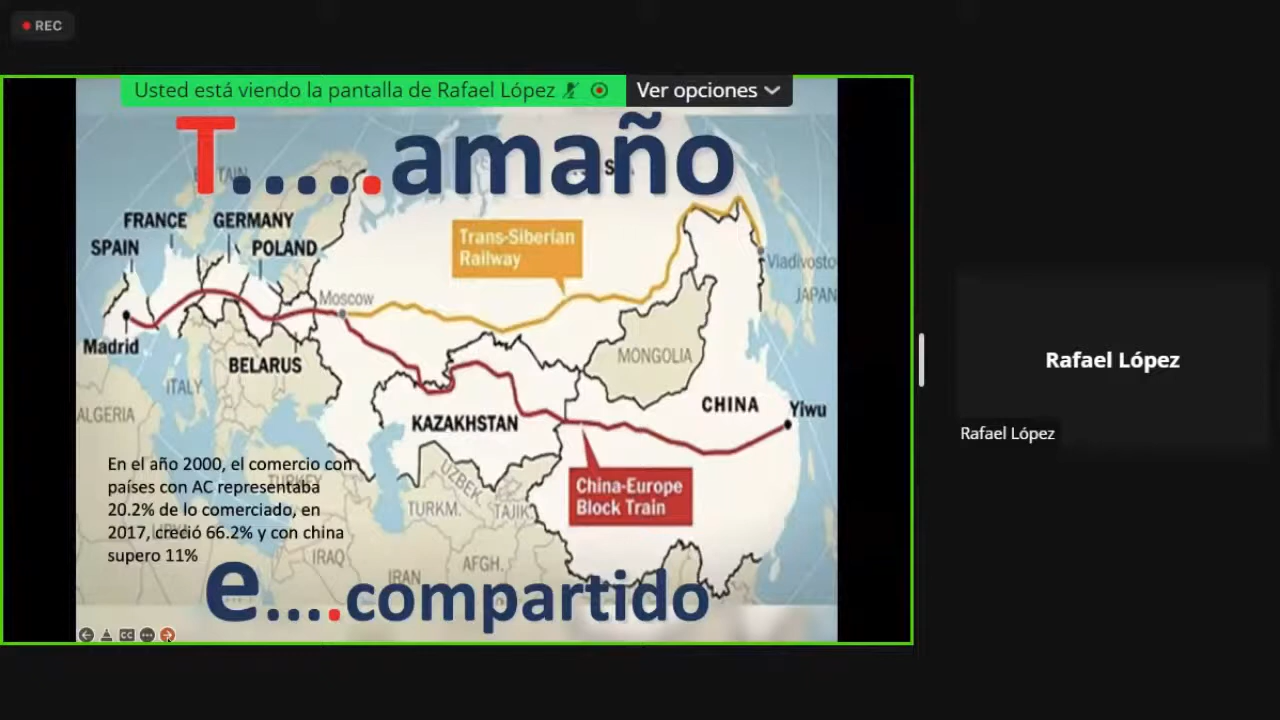 REC
Usted está viendo la pantalla de Rafael López
Ver opciones
T.....amaño
FRANCE
GERMANY
SPAIN
POLAND
Trans-Siberian
Railway
Moscow
Vladivosto
JAPAN
Madrid
BELARUS
ITALY
MONGOLIA
ALGERIA
KAZAKHSTAN
CHINA
Yiwu
En el año 2000, el comercio con
países con AC representaba
20.2% de lo comerciado, en
2017, creció 66.2% y con china
supero 11%
TURKEY
UZBEK.
TURKM.
TAJIK.
China-Europe
Block Train
IRAQ
IRAN
AFGH.
e....compartido
CC
Rafael López
Rafael López